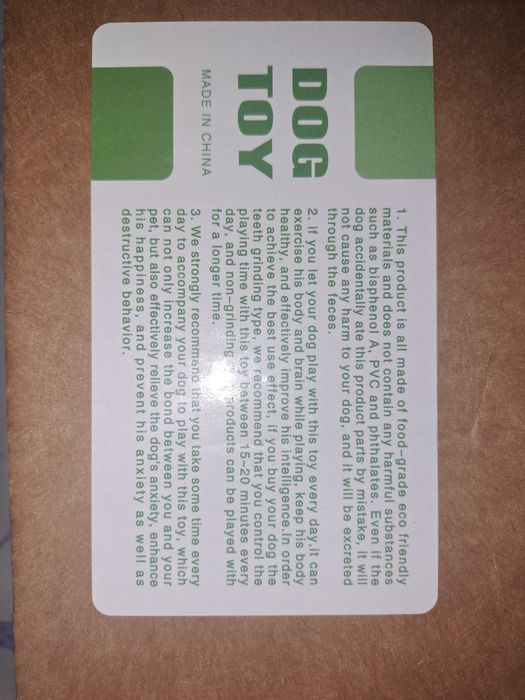 DOG
TOY
MADE IN CHINA
1. This product is all made of food-grade eco friendly
materials and does not contain any harmful substances
such as bisphenol A, PVC and phthalates. Even if the
dog accidentally ate this product parts by mistake, it will
not cause any harm to your dog, and it will be excreted
through the feces.
2. if you let your dog play with this toy every day,it can
exercise his body and brain while playing, keep his body
healthy, and effectively improve his intelligence.In order
to achieve the best use effect, if you buy your dog the
teeth grinding type, we recommend that you control the
playing time with this toy between 15-20 minutes every
day, and non-grinding products can be played with
for a longer time.
3. We strongly recommend that you take some time every
day to accompany your dog to play with this toy, which
can not only increase the bond between you and your
pet, but also effectively relieve the dog's anxiety, enhance
his happiness, and prevent his anxiety as well as
destructive behavior.